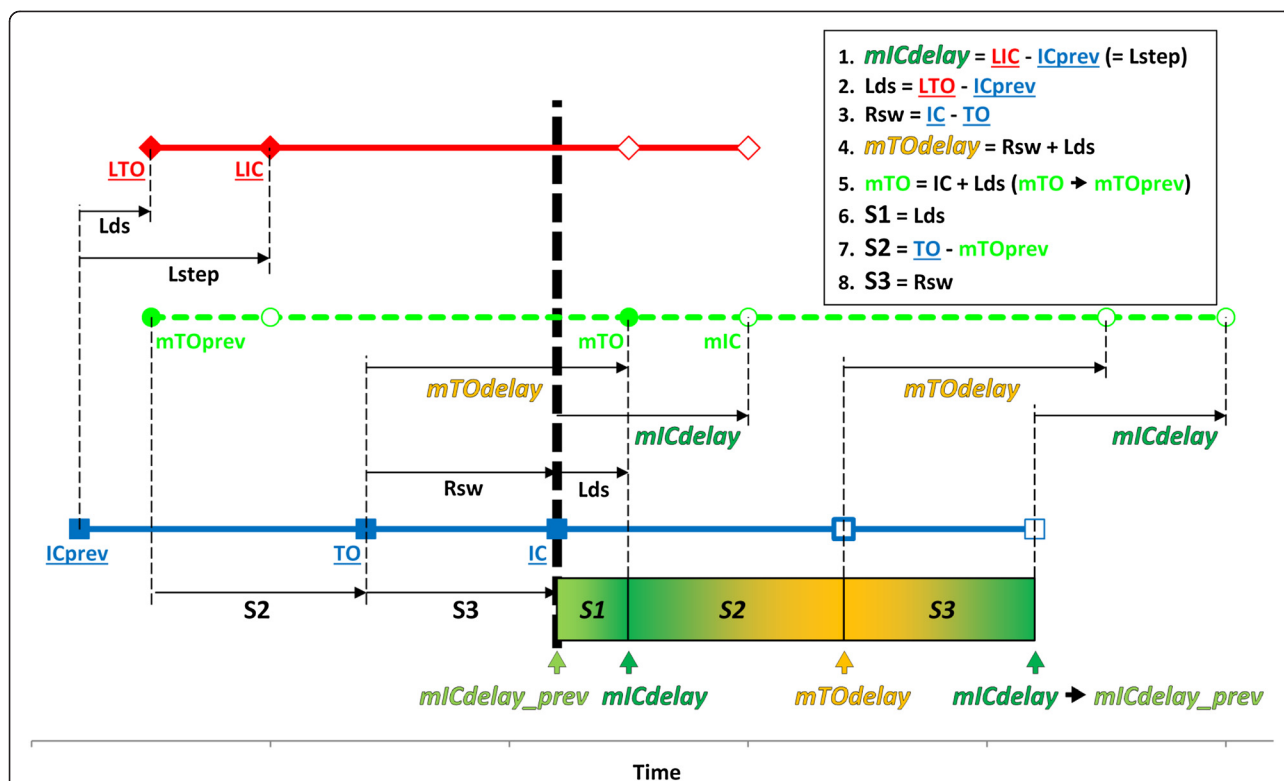 1. mICdelay = LIC - ICprev (= Lstep)
2. Lds = LTO - ICprev
3. Rsw = IC - TO
4. mTOdelay = Rsw + Lds
5. mTO = IC + Lds (mTO → mTOprev)
6. S1 = Lds
7. S2 = TO - mTOprev
8. S3 = Rsw
LTO LIC
Lds
Lstep
mTOprev mTO mIC
mTOdelay mTOdelay
mICdelay mICdelay
Rsw Lds
ICprev TO IC
S2 S3 S1 S2 S3
mICdelay_prev mICdelay mTOdelay mICdelay → mICdelay_prev
Time